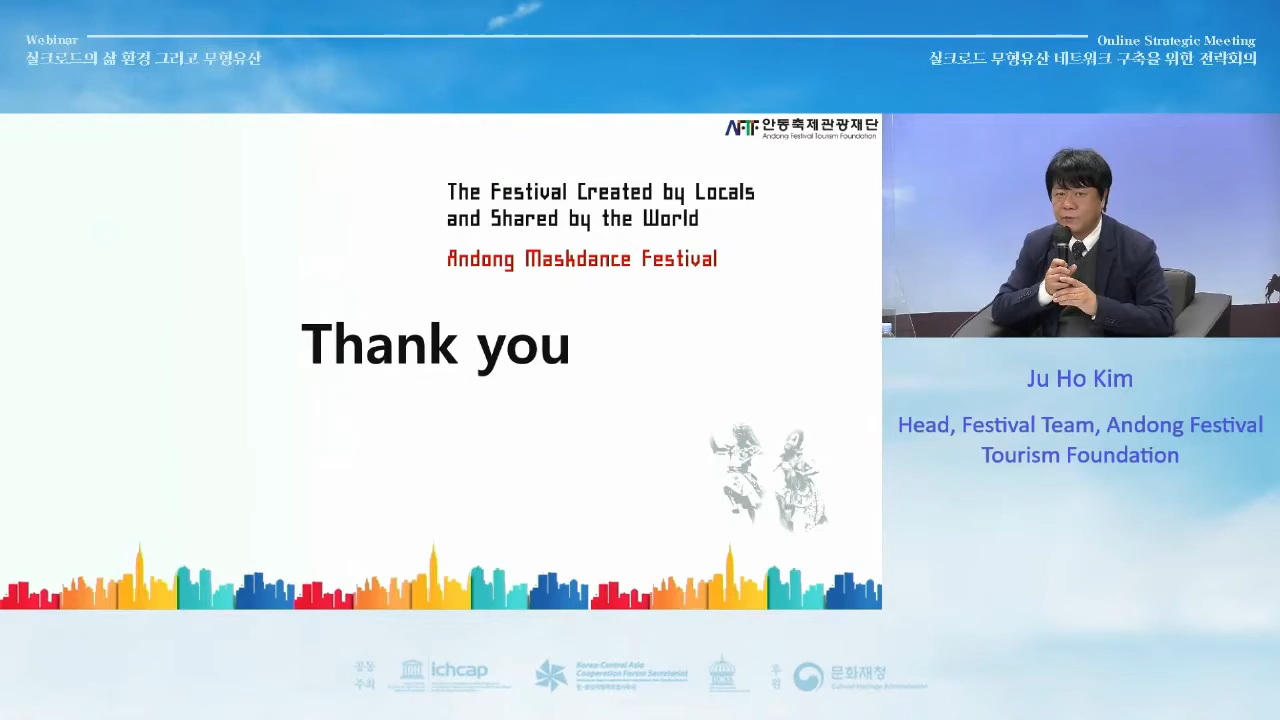 Webinar
실크로드의 삶 환경 그리고 무형유산
Online Strategic Meeting
실크로드 무형유산 네트워크 구축을 위한 전략회의
안동축제관광재단
Andong Festival Tourism Foundation
The Festival Created by Locals
and Shared by the World
Andong Maskdance Festival
Thank you
Ju Ho Kim
Head, Festival Team, Andong Festival
Tourism Foundation
공동
주최
ichcap
Korea-Central Asia
Cooperation Forum Secretariat
후
원
문화재청
Cultural Heritage Administration